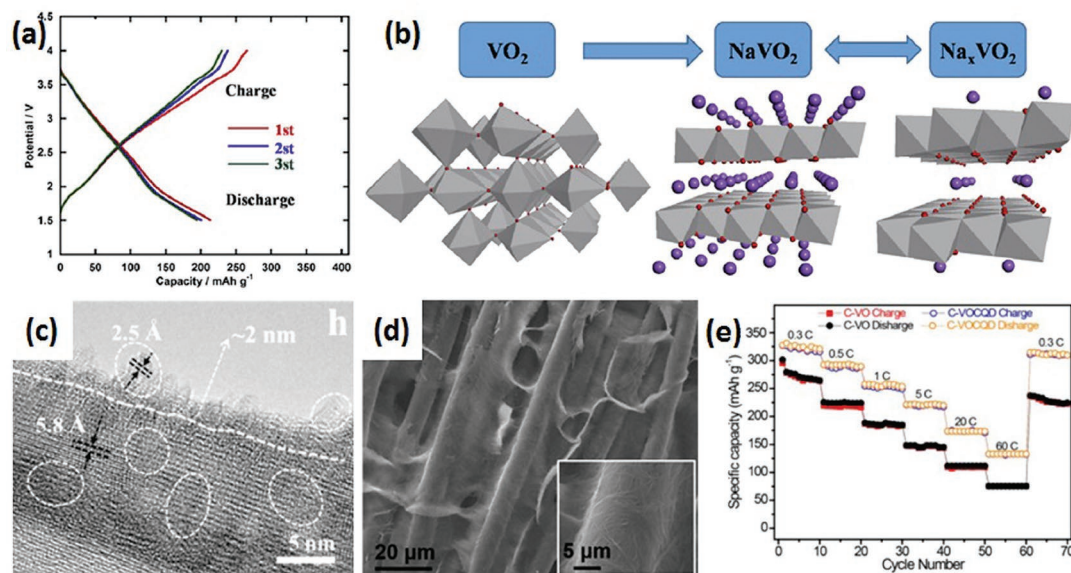 (a)
4
3.5
3
2.5
2
1.5
1
Potential / V
Charge
1st
2st
3st
Discharge
0 50 100 150 200 250 300 350 400
Capacity / mAh g⁻¹
(b)
VO₂
NaVO₂
NaₓVO₂
(c)
h
2.5 Å
~2 nm
5.8 Å
5 nm
(d)
20 μm
5 μm
(e)
C-VO Charge
C-VOCQD Charge
C-VO Disharge
C-VOCQD Disharge
Specific capacity (mAh g⁻¹)
350
300
250
200
150
100
50
0
0.3 C
0.5 C
1 C
5 C
20 C
60 C
0.3 C
0 10 20 30 40 50 60 70
Cycle Number